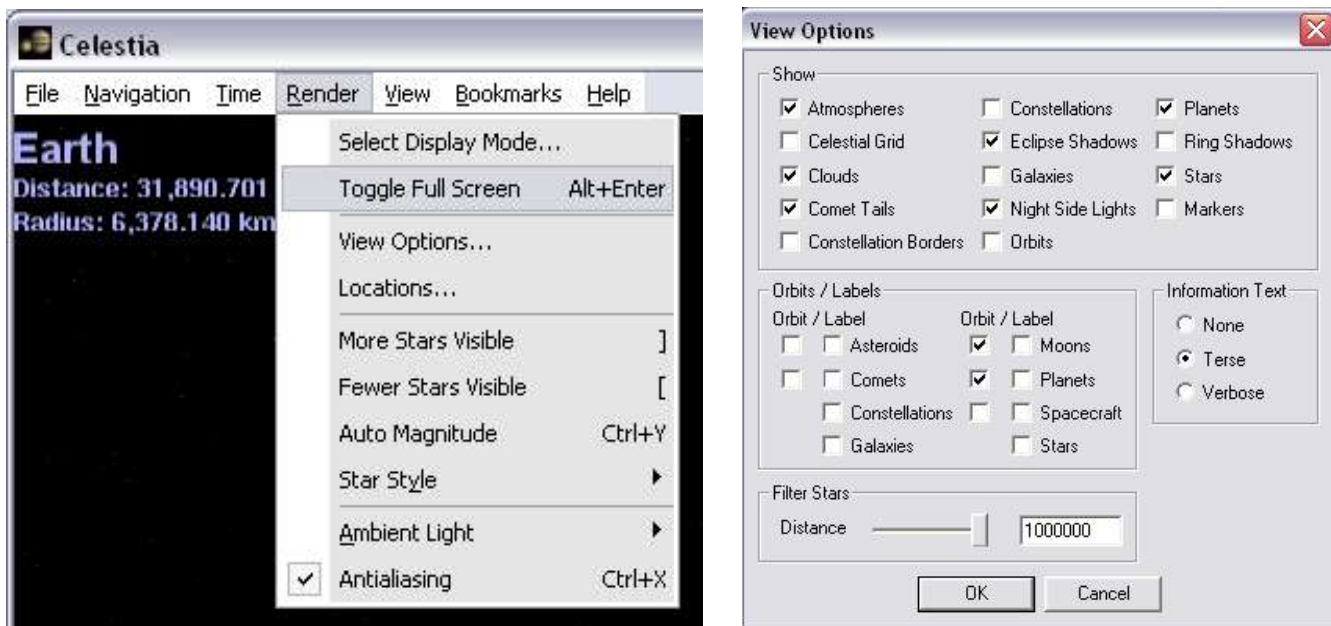 Celestia
File Navigation Time Render View Bookmarks Help
Earth
Distance: 31,890.701
Radius: 6,378.140 km
Select Display Mode...
Toggle Full Screen Alt+Enter
View Options...
Locations...
More Stars Visible ]
Fewer Stars Visible [
Auto Magnitude Ctrl+Y
Star Style
Ambient Light
Antialiasing Ctrl+X
View Options
Show
Atmospheres Constellations Planets
Celestial Grid Eclipse Shadows Ring Shadows
Clouds Galaxies Stars
Comet Tails Night Side Lights Markers
Constellation Borders Orbits
Orbits / Labels
Orbit / Label Orbit / Label
Asteroids Moons
Comets Planets
Constellations Spacecraft
Galaxies Stars
Information Text
None
Terse
Verbose
Filter Stars
Distance 1000000
OK Cancel